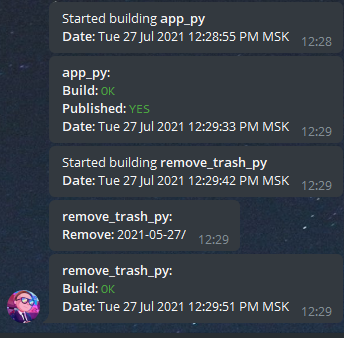 Started building app_py
Date: Tue 27 Jul 2021 12:28:55 PM MSK 12:28
app_py:
Build: OK
Published: YES
Date: Tue 27 Jul 2021 12:29:33 PM MSK 12:29
Started building remove_trash_py
Date: Tue 27 Jul 2021 12:29:42 PM MSK 12:29
remove_trash_py:
Remove: 2021-05-27/ 12:29
remove_trash_py:
Build: OK
Date: Tue 27 Jul 2021 12:29:51 PM MSK 12:29